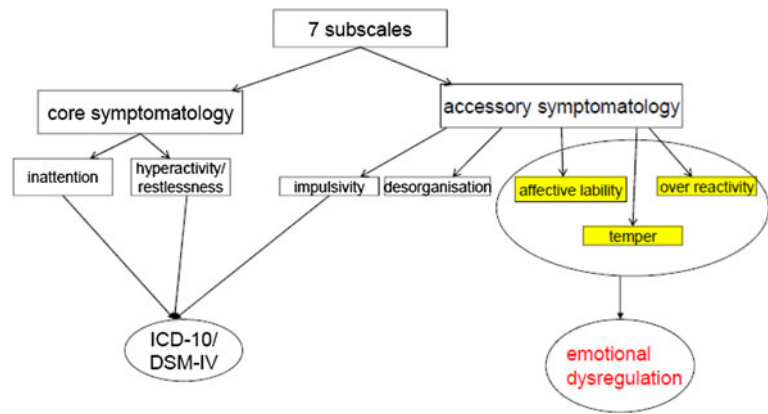 7 subscales
core symptomatology
accessory symptomatology
inattention
hyperactivity/
restlessness
impulsivity
desorganisation
affective lability
over reactivity
temper
ICD-10/
DSM-IV
emotional
dysregulation